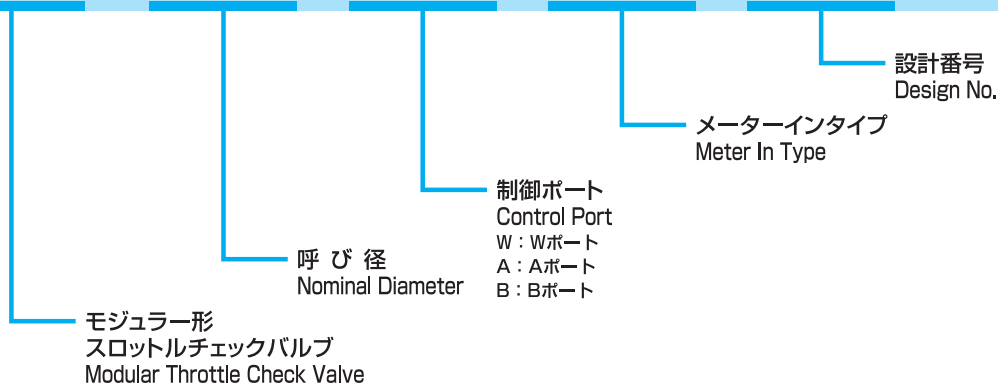 設計番号
Design No.
メーターインタイプ
Meter In Type
制御ポート
Control Port
W：Wポート
A：Aポート
B：Bポート
呼び径
Nominal Diameter
モジュラー形
スロットルチェックバルブ
Modular Throttle Check Valve